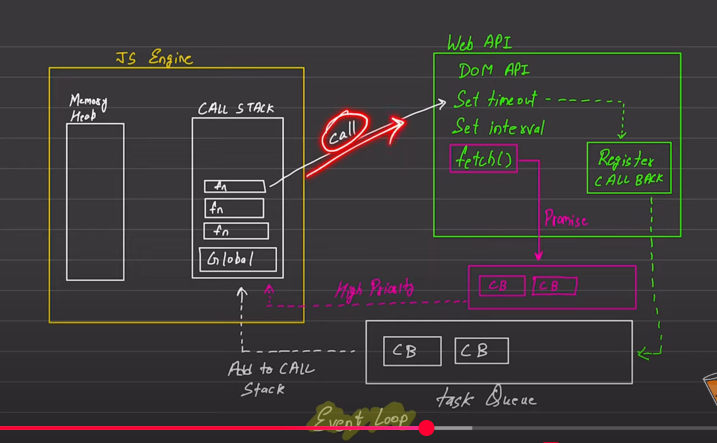 JS Engine
Memory
Heap
CALL STACK
fn
fn
fn
Global
call
Web API
DOM API
Set timeout
Set interval
fetch()
Register
CALL BACK
Promise
CB CB
High Priority
CB CB
Add to CALL
Stack
task Queue
Event Loop